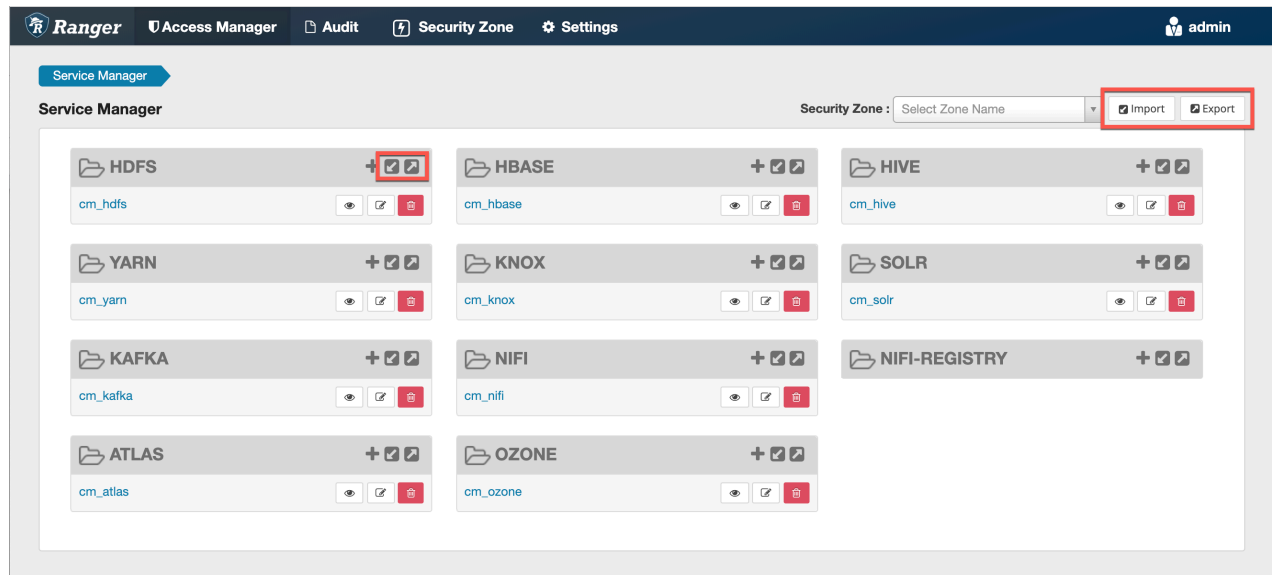 Ranger Access Manager Audit Security Zone Settings admin
Service Manager
Service Manager Security Zone : Select Zone Name Import Export
HDFS HBASE HIVE
cm_hdfs cm_hbase cm_hive
YARN KNOX SOLR
cm_yarn cm_knox cm_solr
KAFKA NIFI NIFI-REGISTRY
cm_kafka cm_nifi
ATLAS OZONE
cm_atlas cm_ozone